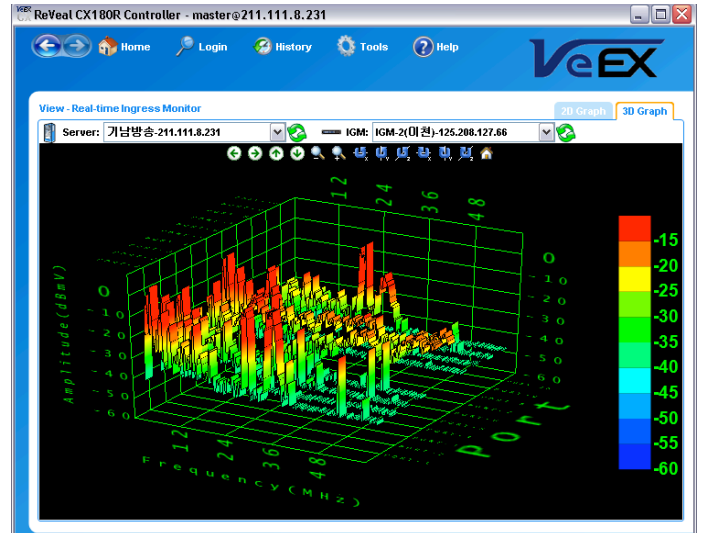 ReVeal CX180R Controller - master@211.111.8.231
Home Login History Tools Help
VeEX
View - Real-time Ingress Monitor
2D Graph 3D Graph
Server: 기남방송-211.111.8.231 IGM: IGM-2(이천)-125.208.127.66
12 24 36 48
0
-10
-20
-30
-40
-50
-60
Amplitude(dBmV)
0
-10
-20
-30
-40
-50
-60
12 24 36 48
Frequency(MHz)
Port
-15
-20
-25
-30
-35
-40
-45
-50
-55
-60